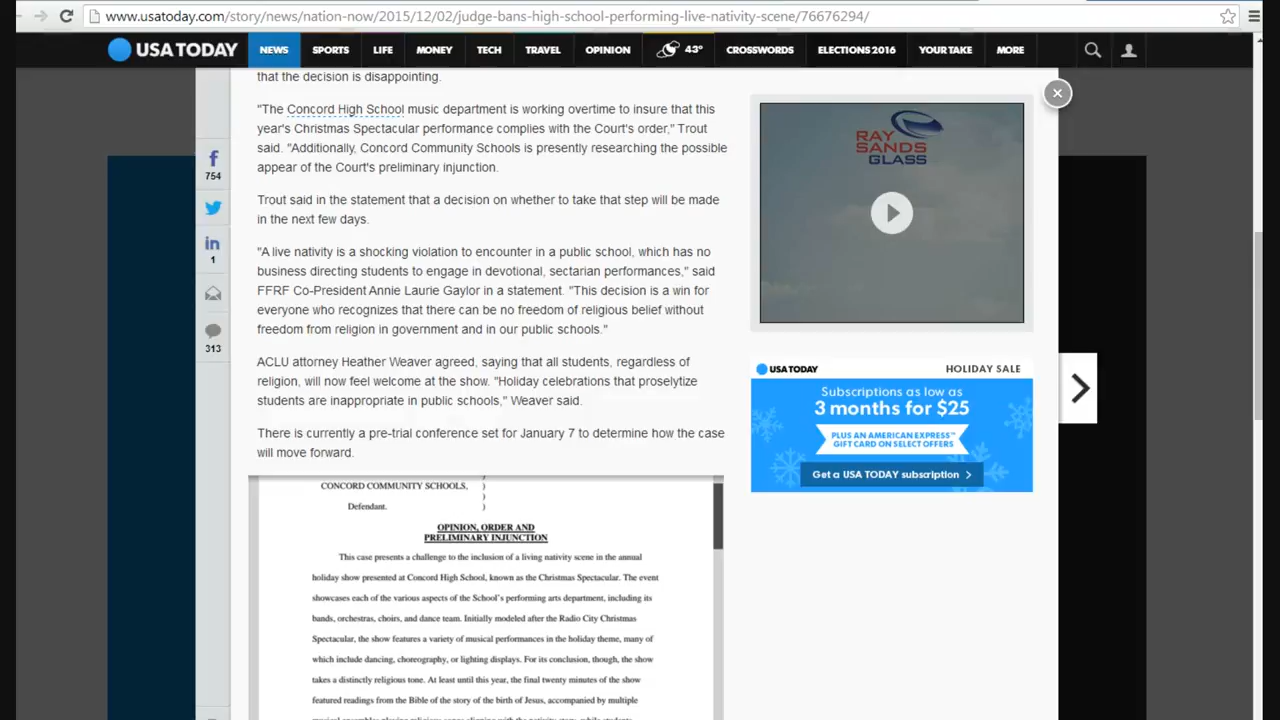 www.usatoday.com/story/news/nation-now/2015/12/02/judge-bans-high-school-performing-live-nativity-scene/76676294/
USA TODAY NEWS SPORTS LIFE MONEY TECH TRAVEL OPINION 43° CROSSWORDS ELECTIONS 2016 YOUR TAKE MORE
that the decision is disappointing.
"The Concord High School music department is working overtime to insure that this
year's Christmas Spectacular performance complies with the Court's order," Trout
said. "Additionally, Concord Community Schools is presently researching the possible
appear of the Court's preliminary injunction.
Trout said in the statement that a decision on whether to take that step will be made
in the next few days.
"A live nativity is a shocking violation to encounter in a public school, which has no
business directing students to engage in devotional, sectarian performances," said
FFRF Co-President Annie Laurie Gaylor in a statement. "This decision is a win for
everyone who recognizes that there can be no freedom of religious belief without
freedom from religion in government and in our public schools."
ACLU attorney Heather Weaver agreed, saying that all students, regardless of
religion, will now feel welcome at the show. "Holiday celebrations that proselytize
students are inappropriate in public schools," Weaver said.
There is currently a pre-trial conference set for January 7 to determine how the case
will move forward.
CONCORD COMMUNITY SCHOOLS, )
)
Defendant. )
OPINION, ORDER AND
PRELIMINARY INJUNCTION
This case presents a challenge to the inclusion of a living nativity scene in the annual
holiday show presented at Concord High School, known as the Christmas Spectacular. The event
showcases each of the various aspects of the School's performing arts department, including its
bands, orchestras, choirs, and dance team. Initially modeled after the Radio City Christmas
Spectacular, the show features a variety of musical performances in the holiday theme, many of
which include dancing, choreography, or lighting displays. For its conclusion, though, the show
takes a distinctly religious tone. At least until this year, the final twenty minutes of the show
featured readings from the Bible of the story of the birth of Jesus, accompanied by multiple
f
754
in
1
313
RAY
SANDS
GLASS
USA TODAY HOLIDAY SALE
Subscriptions as low as
3 months for $25
PLUS AN AMERICAN EXPRESS™
GIFT CARD ON SELECT OFFERS
Get a USA TODAY subscription >